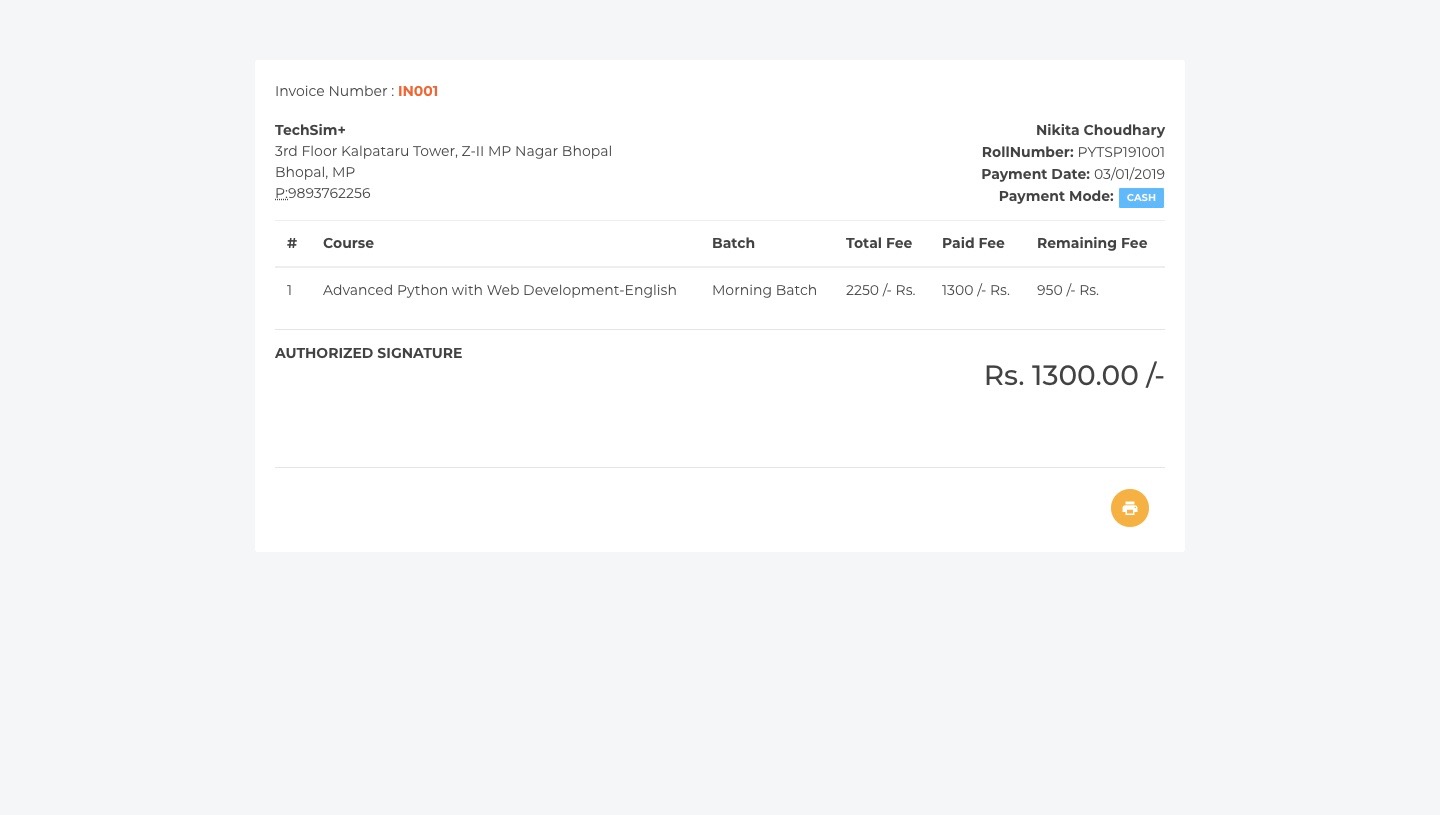 Invoice Number : IN001
TechSim+
3rd Floor Kalpataru Tower, Z-II MP Nagar Bhopal
Bhopal, MP
P:9893762256
Nikita Choudhary
RollNumber: PYTSP191001
Payment Date: 03/01/2019
Payment Mode: CASH
# Course Batch Total Fee Paid Fee Remaining Fee
1 Advanced Python with Web Development-English Morning Batch 2250 /- Rs. 1300 /- Rs. 950 /- Rs.
AUTHORIZED SIGNATURE
Rs. 1300.00 /-